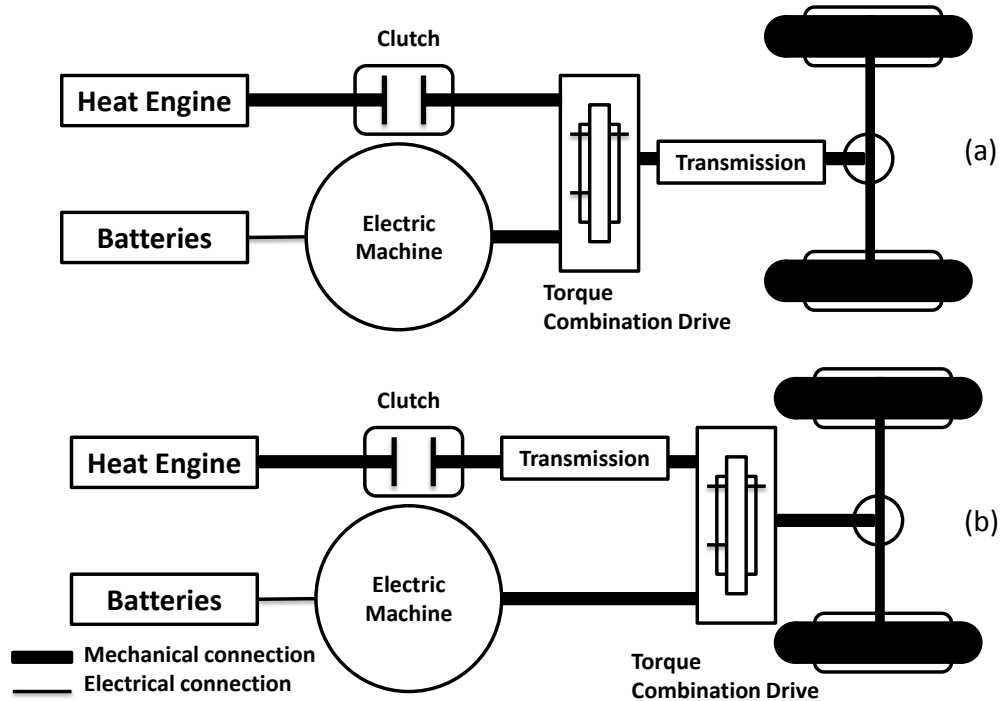 Clutch
Heat Engine
(a)
Transmission
Electric
Machine
Batteries
Torque
Combination Drive
Clutch
Heat Engine
Transmission
(b)
Electric
Machine
Batteries
Mechanical connection
Electrical connection
Torque
Combination Drive